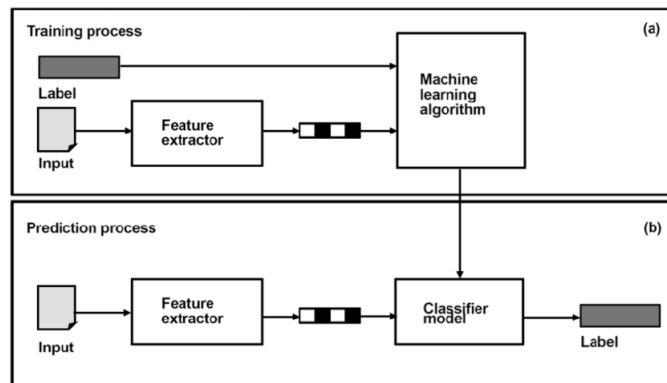 Training process
(a)
Label
Machine
learning
algorithm
Feature
extractor
Input
Prediction process
(b)
Feature
extractor
Classifier
model
Input
Label